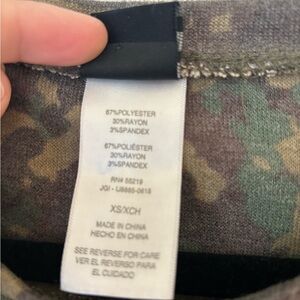 67%POLYESTER
30%RAYON
3%SPANDEX
67%POLIÉSTER
30%RAYON
3%SPANDEX
RN# 55219
XS/XCH
MADE IN CHINA
HECHO EN CHINA
SEE REVERSE FOR CARE
VER EL REVERSO PARA
EL CUIDADO